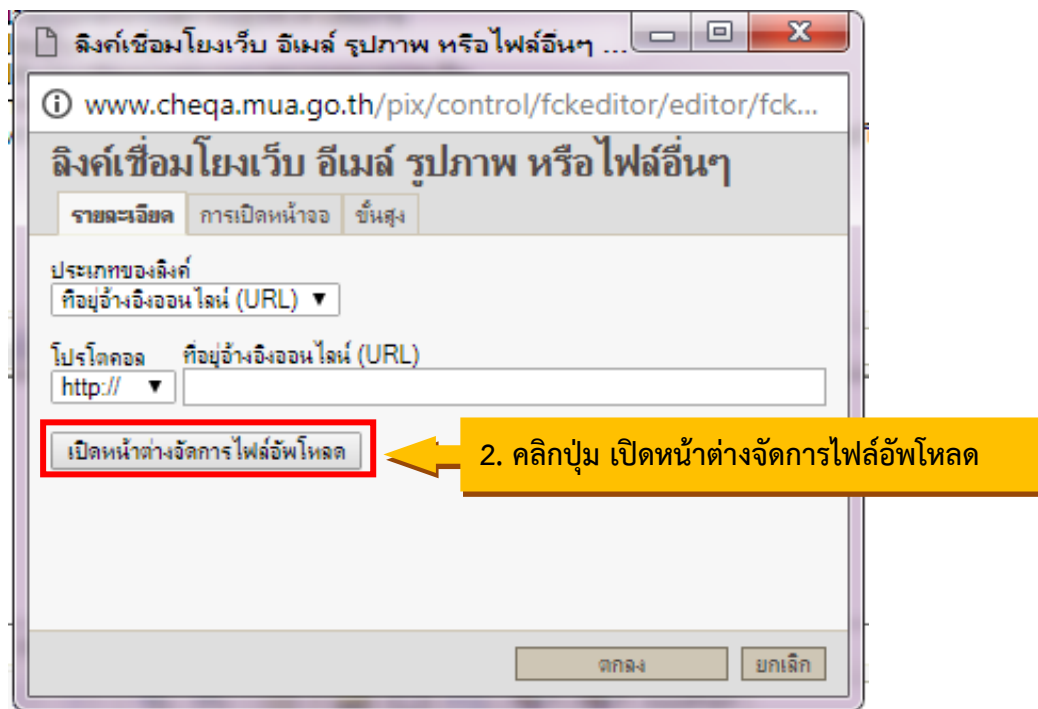 ลิงค์เชื่อมโยงเว็บ อีเมล์ รูปภาพ หรือไฟล์อื่นๆ ...
www.cheqa.mua.go.th/pix/control/fckeditor/editor/fck...
ลิงค์เชื่อมโยงเว็บ อีเมล์ รูปภาพ หรือไฟล์อื่นๆ
รายละเอียด การเปิดหน้าจอ ขั้นสูง
ประเภทของลิงค์
ที่อยู่อ้างอิงออนไลน์ (URL)
โปรโตคอล ที่อยู่อ้างอิงออนไลน์ (URL)
http://
เปิดหน้าต่างจัดการไฟล์อัพโหลด
2. คลิกปุ่ม เปิดหน้าต่างจัดการไฟล์อัพโหลด
ตกลง ยกเลิก